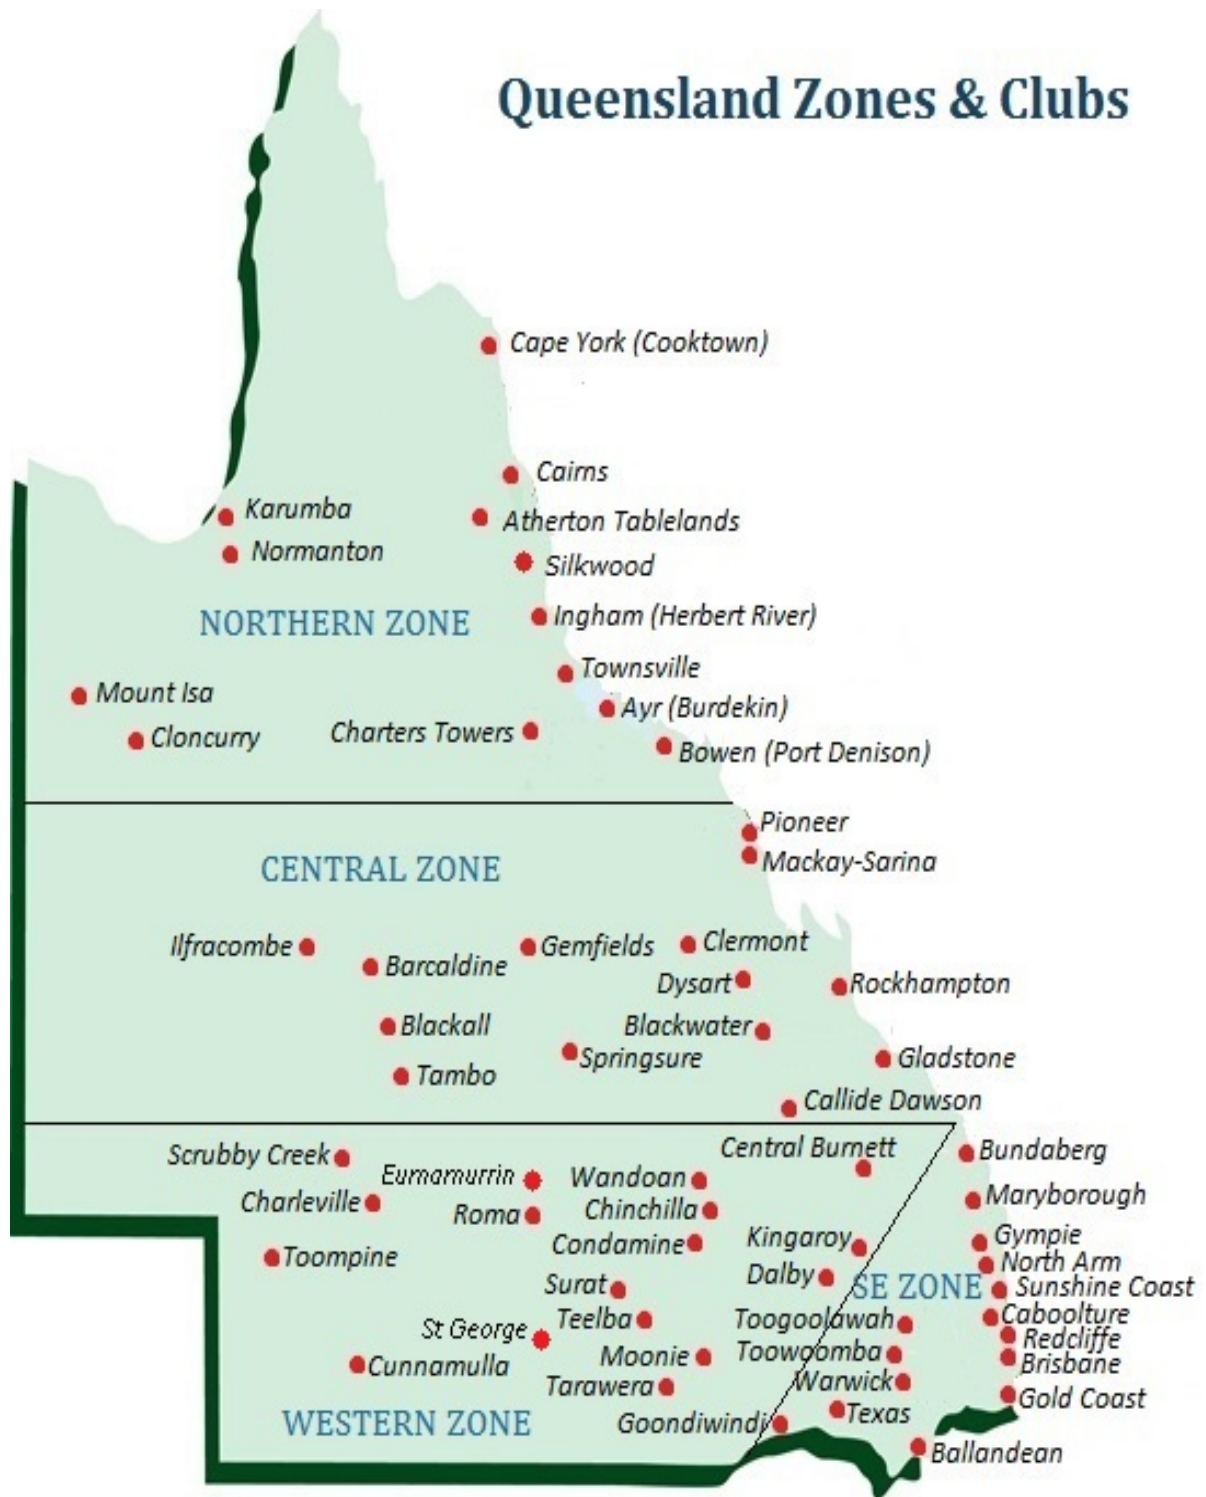 Queensland Zones & Clubs
Cape York (Cooktown)
Cairns
Karumba
Atherton Tablelands
Normanton
Silkwood
NORTHERN ZONE
Ingham (Herbert River)
Townsville
Mount Isa
Ayr (Burdekin)
Cloncurry
Charters Towers
Bowen (Port Denison)
Pioneer
CENTRAL ZONE
Mackay-Sarina
Ilfracombe
Gemfields
Clermont
Barcaldine
Dysart
Rockhampton
Blackall
Blackwater
Springsure
Gladstone
Tambo
Callide Dawson
Scrubby Creek
Central Burnett
Bundaberg
Eumamurrin
Wandoan
Charleville
Roma
Chinchilla
Maryborough
Condamine
Kingaroy
Gympie
Toompine
North Arm
Surat
Dalby
SE ZONE
Sunshine Coast
Teelba
Toogoolawah
Caboolture
St George
Redcliffe
Moonie
Toowoomba
Brisbane
Cunnamulla
Tarawera
Warwick
Gold Coast
WESTERN ZONE
Goondiwindi
Texas
Ballandean